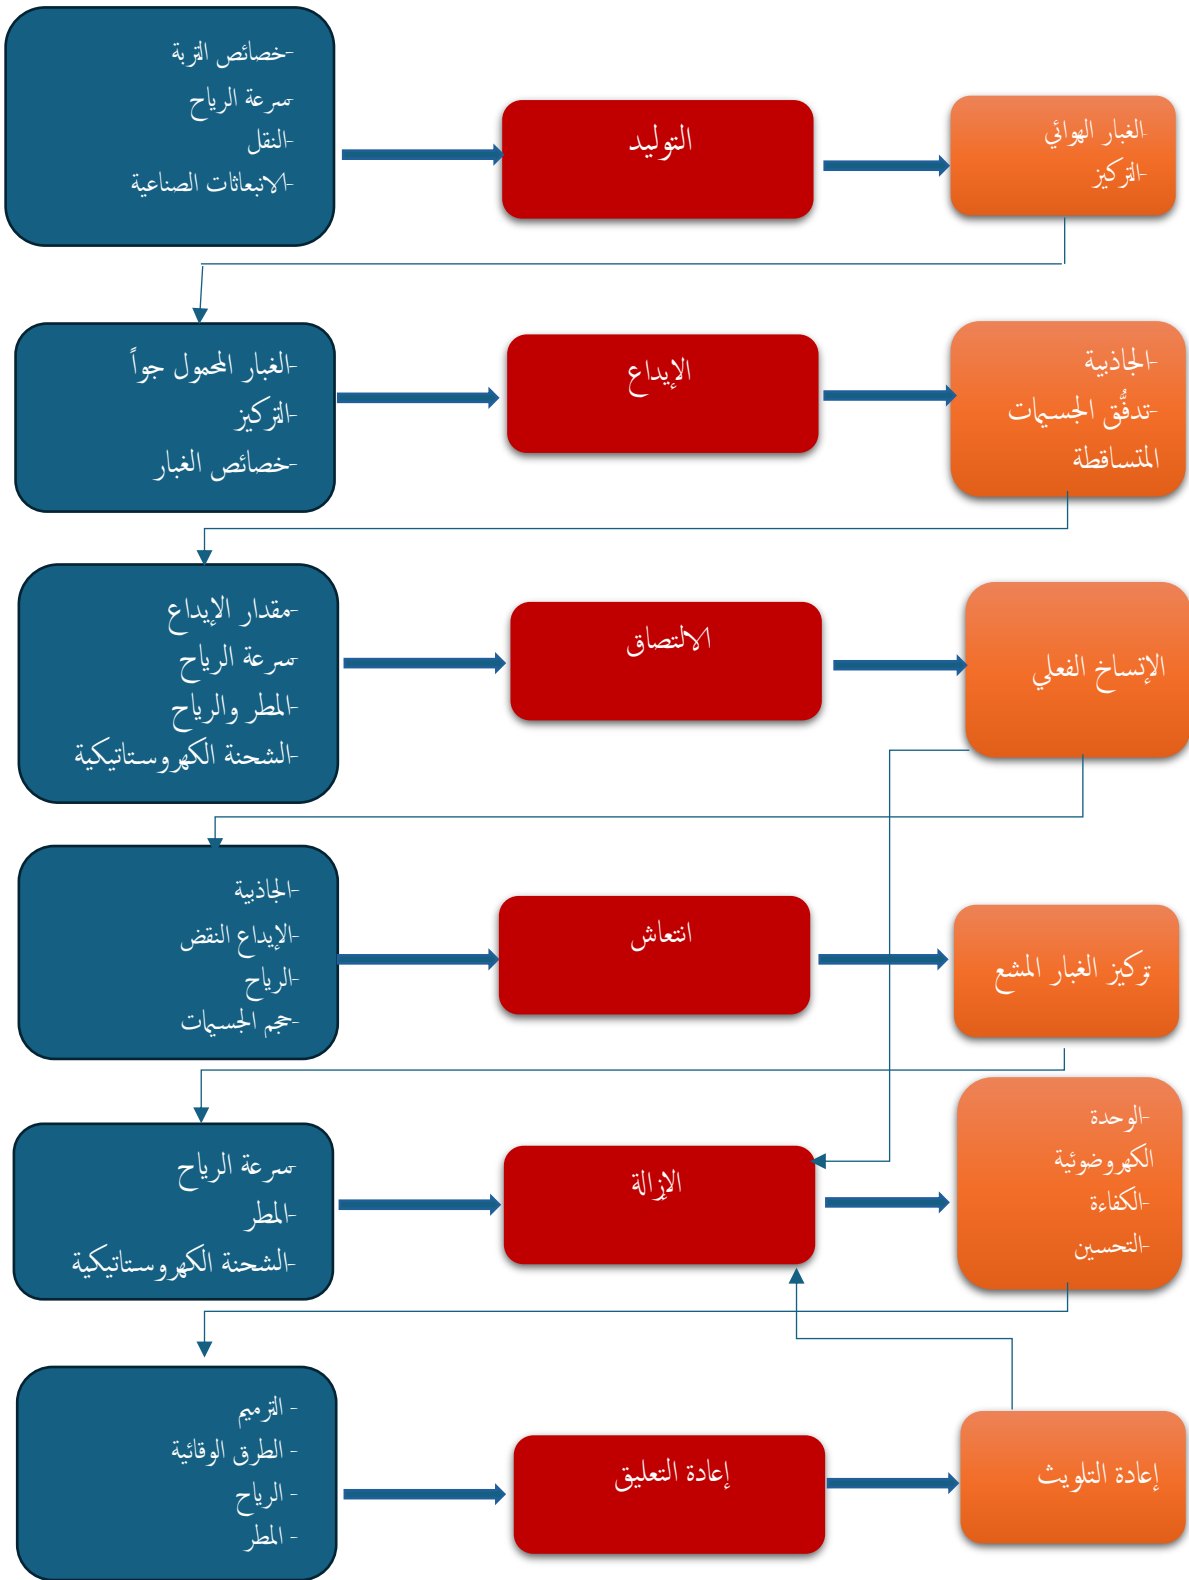 -خصائص التربة
-سرعة الرياح
-النقل
-الانبعاثات الصناعية
التوليد
-الغبار الهوائي
-التركيز
-الغبار المحمول جواً
-التركيز
-خصائص الغبار
الإيداع
-الجاذبية
-تدفُّق الجسيمات
المتساقطة
-مقدار الإيداع
-سرعة الرياح
-المطر والرياح
-الشحنة الكهروستاتيكية
الالتصاق
الإتساخ الفعلي
-الجاذبية
-الإيداع النقض
-الرياح
-حجم الجسيمات
انتعاش
تركيز الغبار المشع
-سرعة الرياح
-المطر
-الشحنة الكهروستاتيكية
الإزالة
-الوحدة
الكهروضوئية
-الكفاءة
-التحسين
- الترميم
- الطرق الوقائية
- الرياح
- المطر
إعادة التعليق
إعادة التلويث